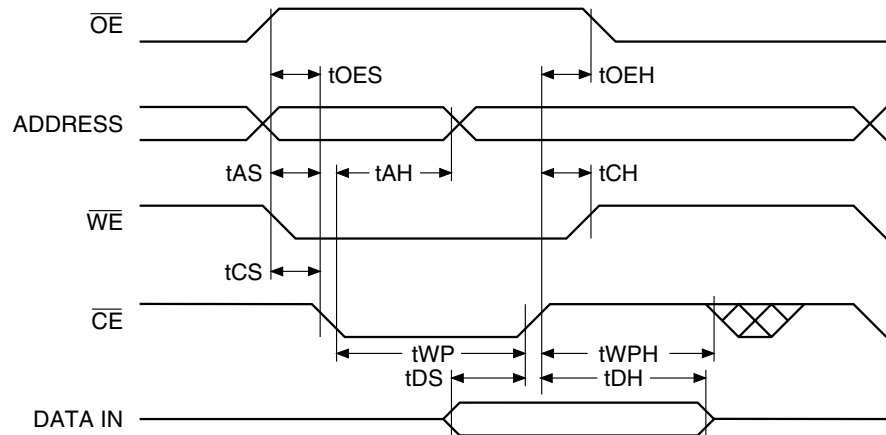 OE
tOES tOEH
ADDRESS
tAS tAH tCH
WE
tCS
CE
tWP tWPH
tDS tDH
DATA IN